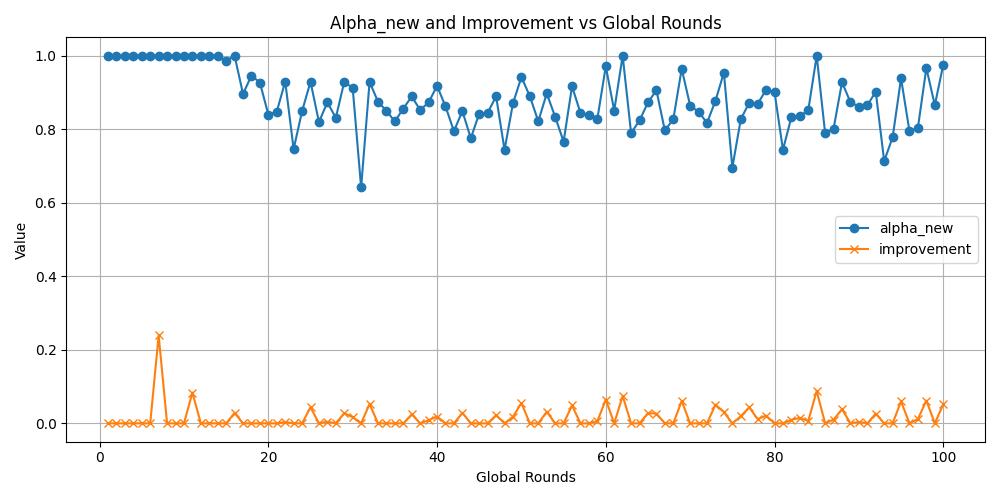 Alpha_new and Improvement vs Global Rounds
1.0
0.8
0.6
0.4
0.2
0.0
Value
alpha_new
improvement
0 20 40 60 80 100
Global Rounds